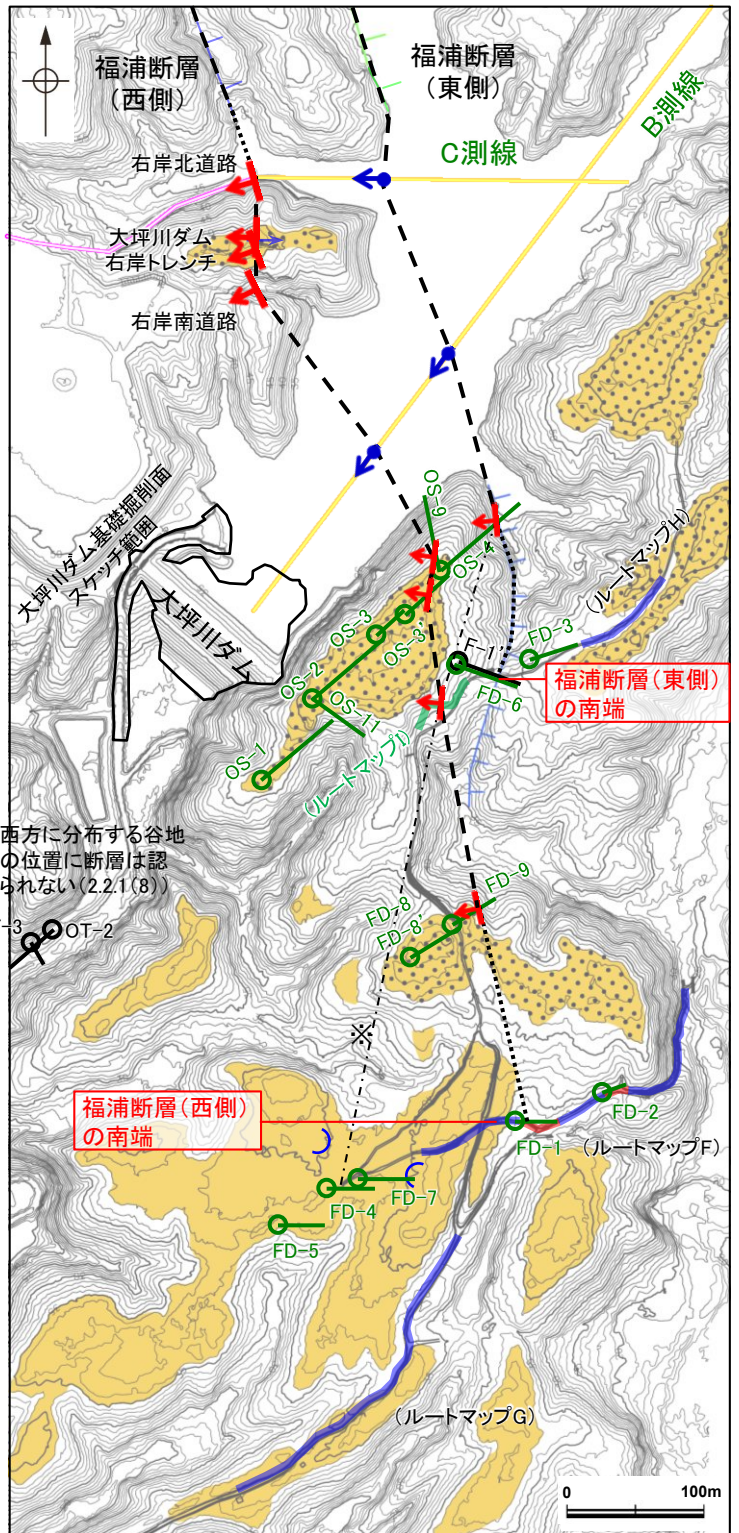 福浦断層
(西側)
福浦断層
(東側)
B測線
C測線
右岸北道路
大坪川ダム
右岸トレンチ
右岸南道路
大坪川ダム基礎掘削面
スケッチ範囲
大坪川ダム
OS-9
OS-4
OS-3
OS-3'
OS-2
OS-11
OS-1
F-1'
FD-3
FD-6
(ルートマップH)
福浦断層(東側)
の南端
(ルートマップI)
西方に分布する谷地
の位置に断層は認
られない(2.2.1(8))
-3
OT-2
FD-9
FD-8
FD-8'
※
福浦断層(西側)
の南端
FD-2
FD-1
(ルートマップF)
FD-7
FD-4
FD-5
(ルートマップG)
0 100m